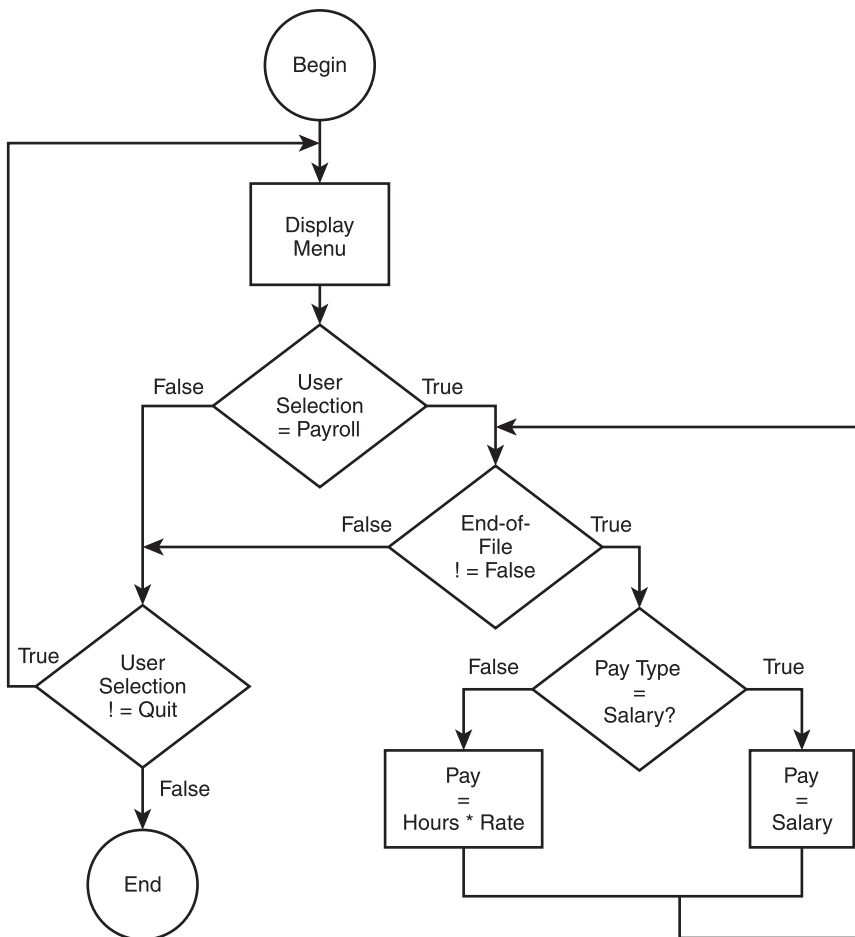 Begin
Display
Menu
False
True
User
Selection
= Payroll
False
True
End-of-
File
! = False
True
User
Selection
! = Quit
False
True
Pay Type
=
Salary?
False
Pay
=
Hours * Rate
Pay
=
Salary
End